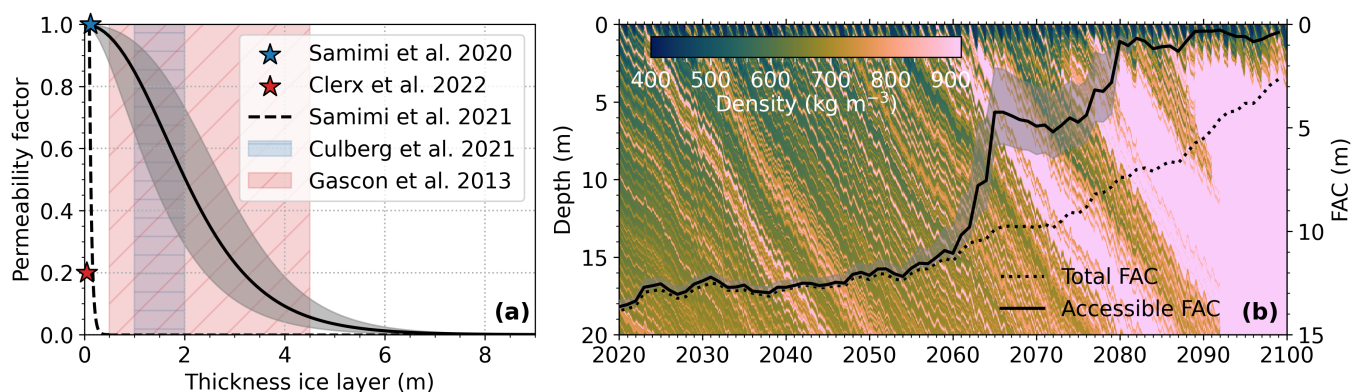 1.0
0.8
0.6
0.4
0.2
0.0
Permeability factor
0 2 4 6 8
Thickness ice layer (m)
Samimi et al. 2020
Clerx et al. 2022
Samimi et al. 2021
Culberg et al. 2021
Gascon et al. 2013
(a)
0
5
10
15
20
Depth (m)
400 500 600 700 800 900
Density (kg m⁻³)
Total FAC
Accessible FAC
(b)
2020 2030 2040 2050 2060 2070 2080 2090 2100
0
5
10
15
FAC (m)